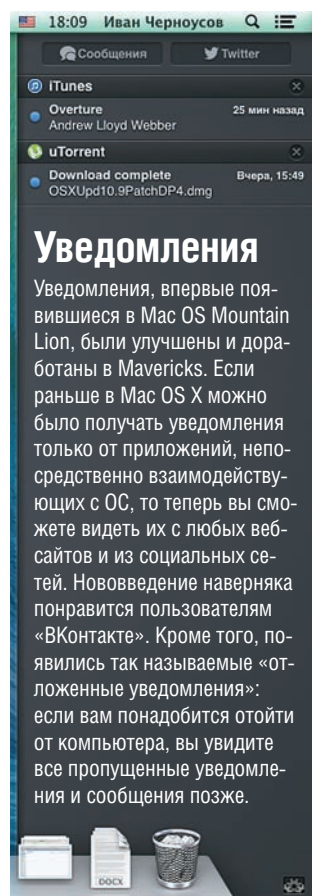 18:09 Иван Черноусов
Сообщения Twitter
iTunes
Overture 25 мин назад
Andrew Lloyd Webber
uTorrent
Download complete Вчера, 15:49
OSXUpd10.9PatchDP4.dmg
Уведомления
Уведомления, впервые поя-
вившиеся в Mac OS Mountain
Lion, были улучшены и дора-
ботаны в Mavericks. Если
раньше в Mac OS X можно
было получать уведомления
только от приложений, непо-
средственно взаимодейству-
ющих с ОС, то теперь вы смо-
жете видеть их с любых веб-
сайтов и из социальных се-
тей. Нововведение наверняка
понравится пользователям
«ВКонтакте». Кроме того, по-
явились так называемые «от-
ложенные уведомления»:
если вам понадобится отойти
от компьютера, вы увидите
все пропущенные уведомле-
ния и сообщения позже.
DOCX